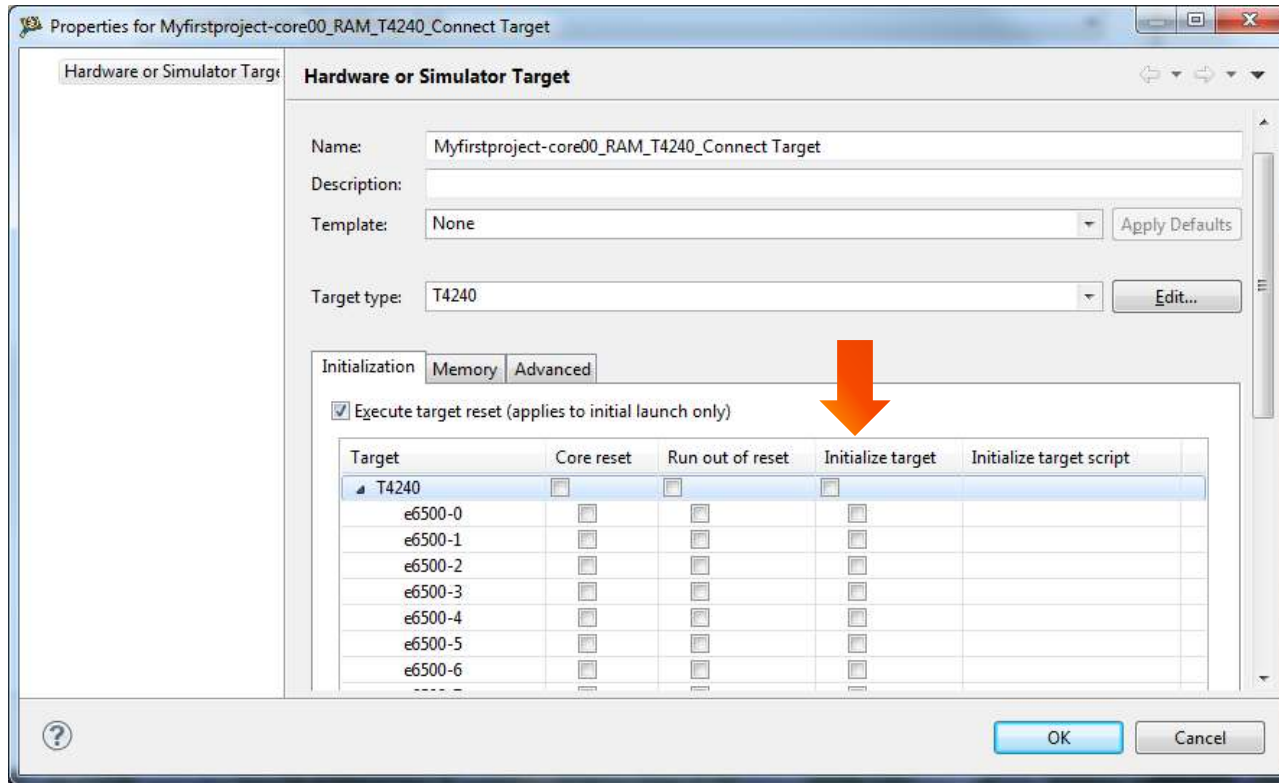 Properties for Myfirstproject-core00_RAM_T4240_Connect Target
Hardware or Simulator Targe
Hardware or Simulator Target
Name: Myfirstproject-core00_RAM_T4240_Connect Target
Description:
Template: None Apply Defaults
Target type: T4240 Edit...
Initialization Memory Advanced
Execute target reset (applies to initial launch only)
Target Core reset Run out of reset Initialize target Initialize target script
T4240
e6500-0
e6500-1
e6500-2
e6500-3
e6500-4
e6500-5
e6500-6
OK Cancel